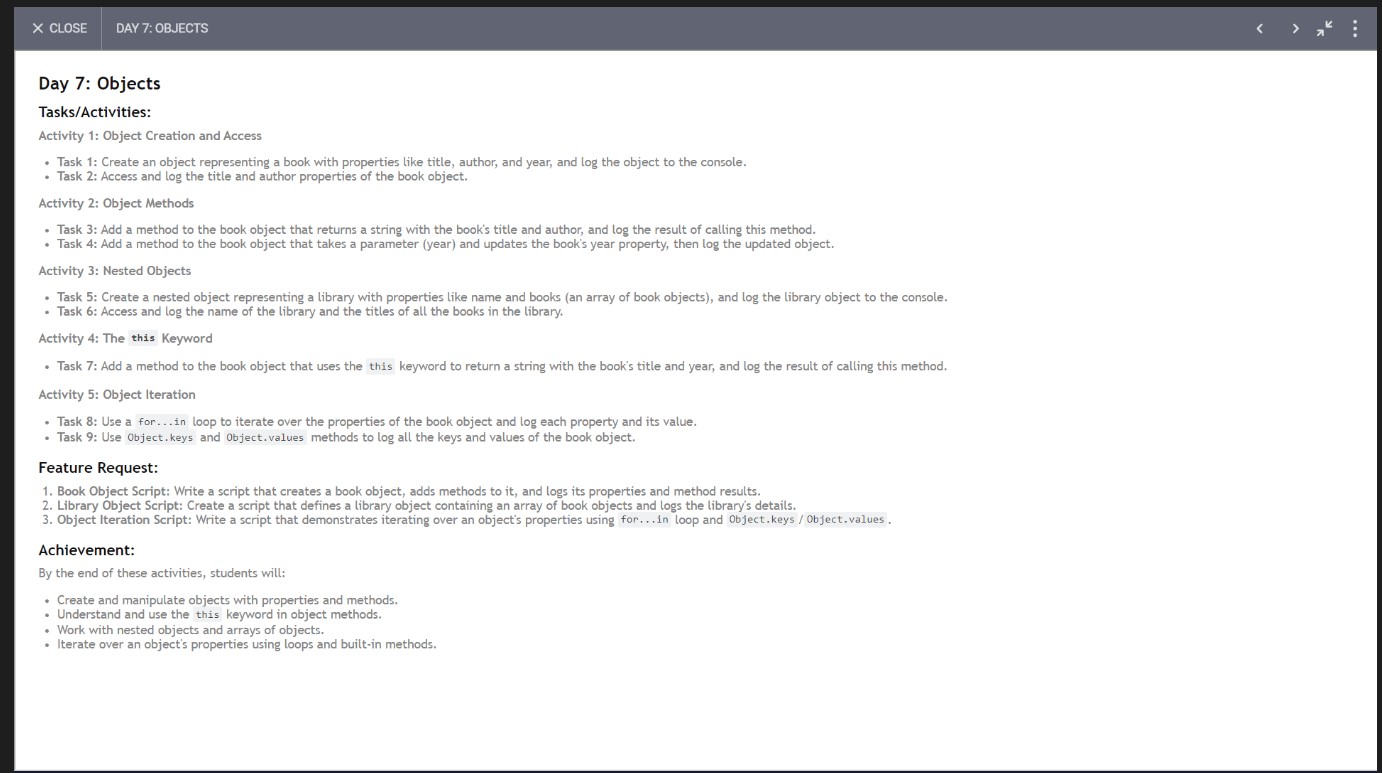 CLOSE DAY 7: OBJECTS
Day 7: Objects
Tasks/Activities:
Activity 1: Object Creation and Access
• Task 1: Create an object representing a book with properties like title, author, and year, and log the object to the console.
• Task 2: Access and log the title and author properties of the book object.
Activity 2: Object Methods
• Task 3: Add a method to the book object that returns a string with the book's title and author, and log the result of calling this method.
• Task 4: Add a method to the book object that takes a parameter (year) and updates the book's year property, then log the updated object.
Activity 3: Nested Objects
• Task 5: Create a nested object representing a library with properties like name and books (an array of book objects), and log the library object to the console.
• Task 6: Access and log the name of the library and the titles of all the books in the library.
Activity 4: The this Keyword
• Task 7: Add a method to the book object that uses the this keyword to return a string with the book's title and year, and log the result of calling this method.
Activity 5: Object Iteration
• Task 8: Use a for...in loop to iterate over the properties of the book object and log each property and its value.
• Task 9: Use Object.keys and Object.values methods to log all the keys and values of the book object.
Feature Request:
1. Book Object Script: Write a script that creates a book object, adds methods to it, and logs its properties and method results.
2. Library Object Script: Create a script that defines a library object containing an array of book objects and logs the library's details.
3. Object Iteration Script: Write a script that demonstrates iterating over an object's properties using for...in loop and Object.keys / Object.values.
Achievement:
By the end of these activities, students will:
• Create and manipulate objects with properties and methods.
• Understand and use the this keyword in object methods.
• Work with nested objects and arrays of objects.
• Iterate over an object's properties using loops and built-in methods.